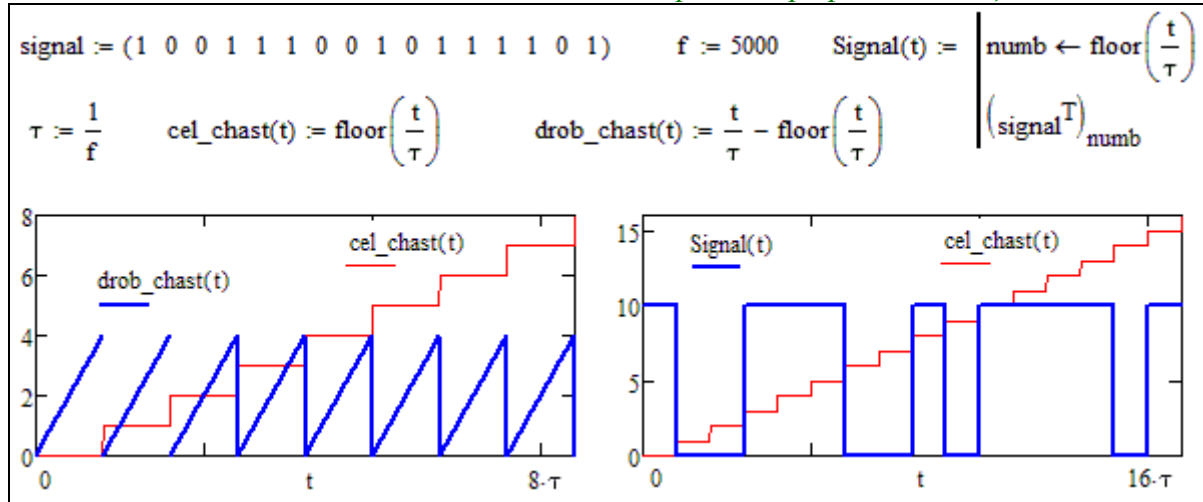 signal := (1 0 0 1 1 1 0 0 1 0 1 1 1 1 0 1) f := 5000 Signal(t) := | numb ← floor(t/τ)
(signal^T)_numb
τ := 1/f cel_chast(t) := floor(t/τ) drob_chast(t) := t/τ − floor(t/τ)
8
6
4
2
0
cel_chast(t)
drob_chast(t)
0 t 8·τ
15
10
5
0
Signal(t) cel_chast(t)
0 t 16·τ